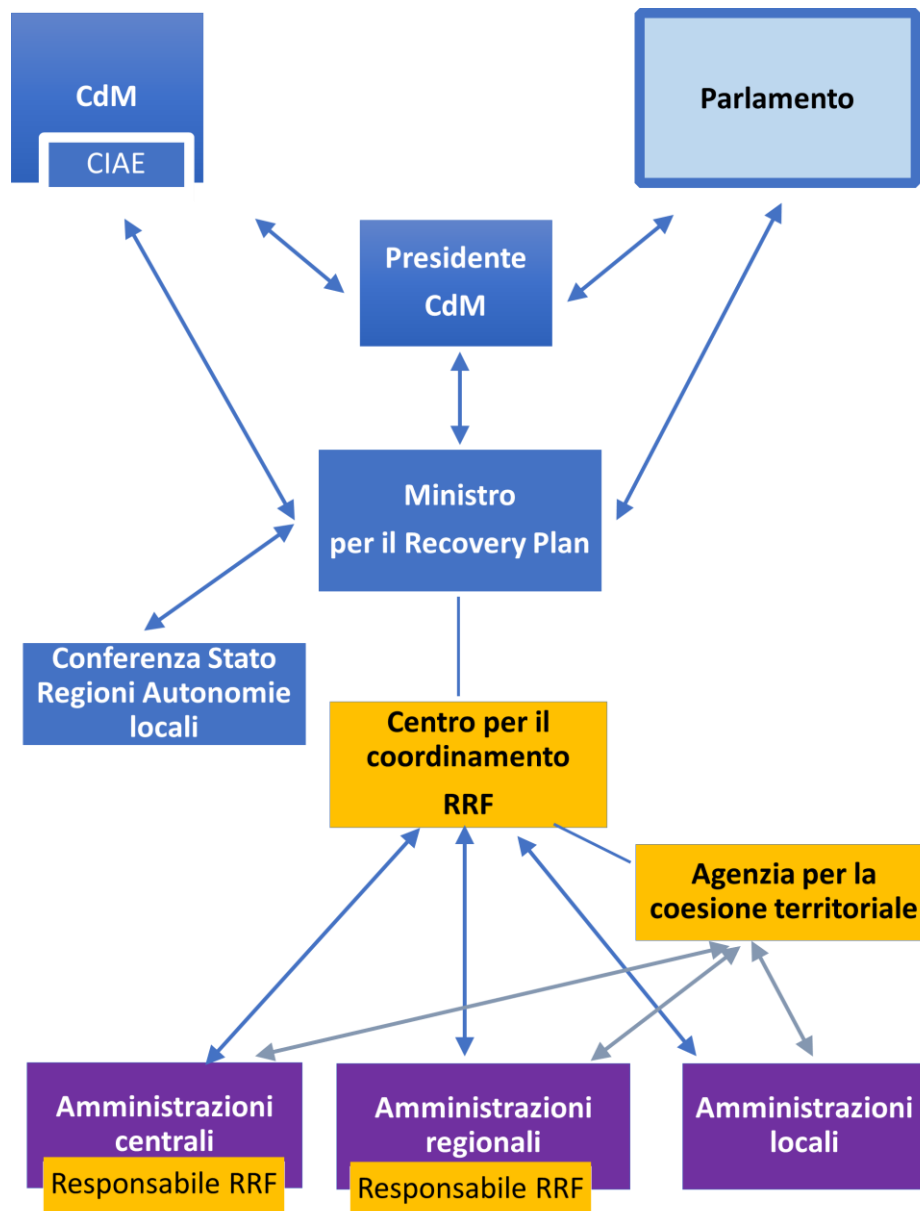 CdM
CIAE
Parlamento
Presidente
CdM
Ministro
per il Recovery Plan
Conferenza Stato
Regioni Autonomie
locali
Centro per il
coordinamento
RRF
Agenzia per la
coesione territoriale
Amministrazioni
centrali
Responsabile RRF
Amministrazioni
regionali
Responsabile RRF
Amministrazioni
locali